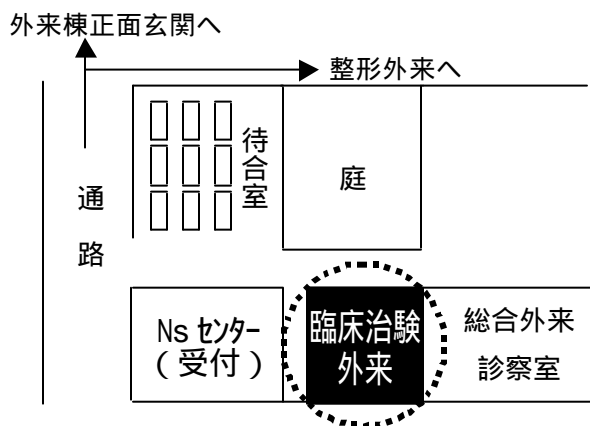 外来棟正面玄関へ
整形外来へ
待合室
庭
通路
Nsセンター
(受付)
臨床治験
外来
総合外来
診察室